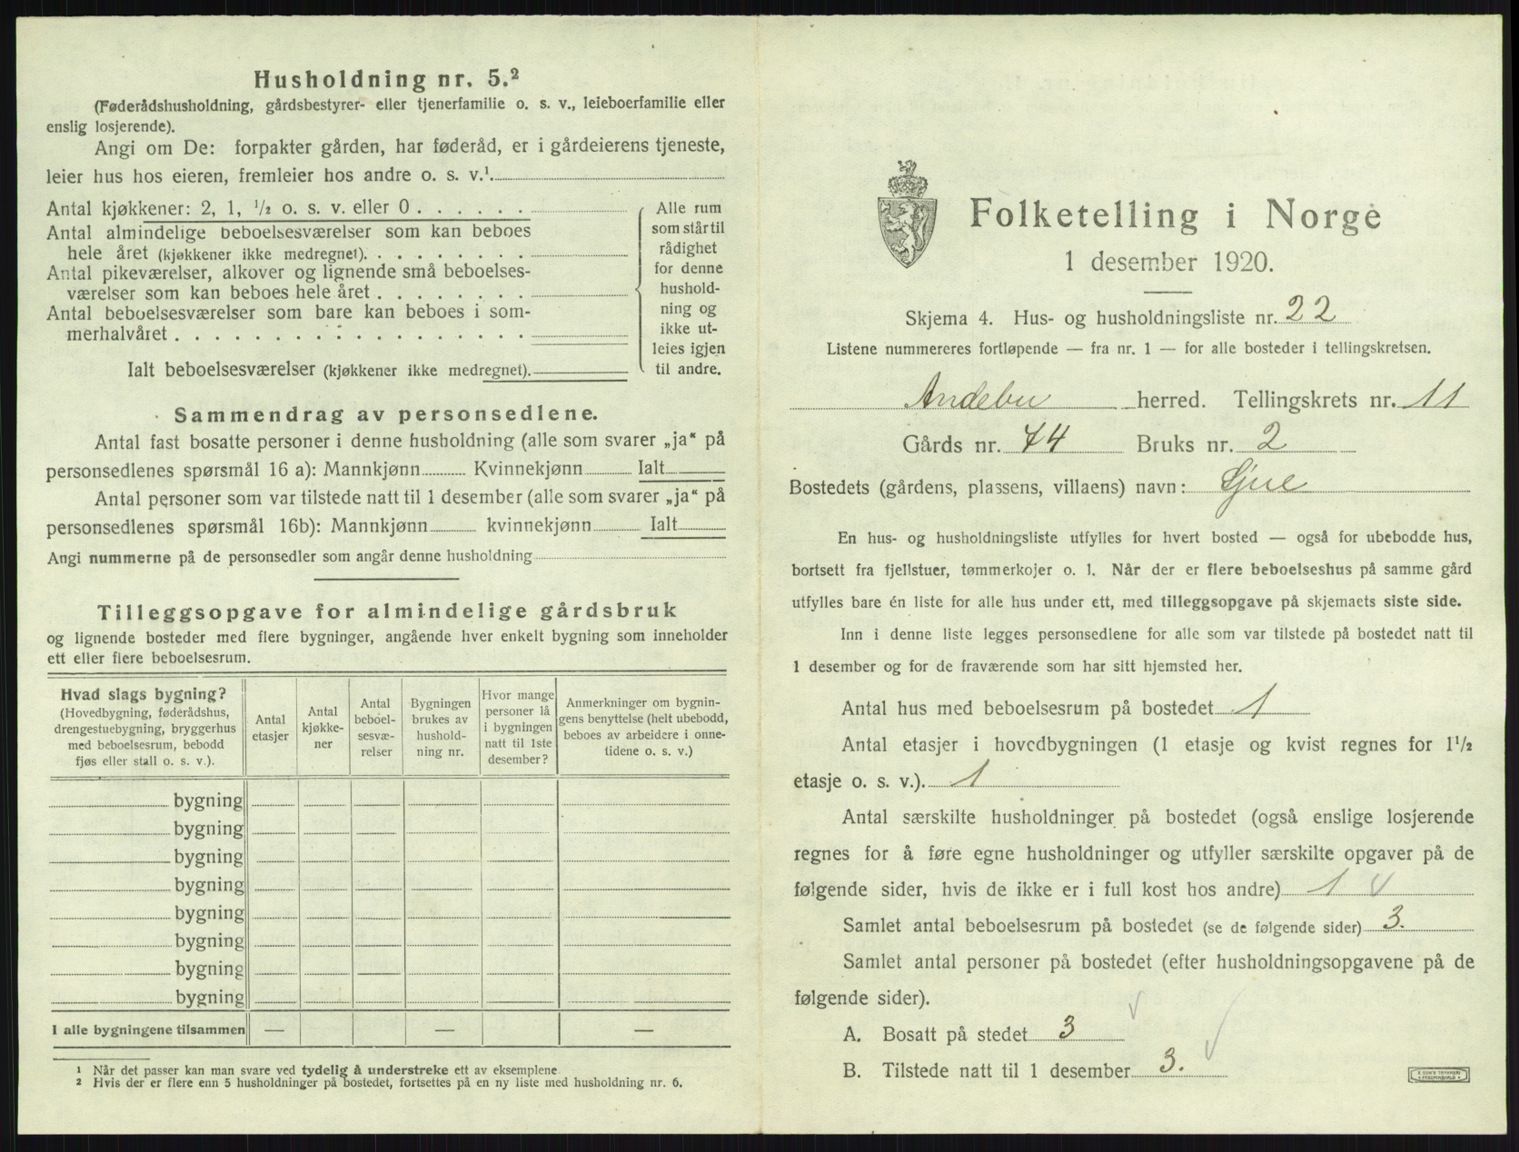 Husholdning nr. 5.²
(Føderådshusholdning, gårdsbestyrer- eller tjenerfamilie o. s. v., leieboerfamilie eller
enslig losjerende).
Angi om De: forpakter gården, har føderåd, er i gårdeierens tjeneste,
leier hus hos eieren, fremleier hos andre o. s. v.¹
Antal kjøkkener: 2, 1, ¹/₂ o. s. v. eller 0 . . . . . .
Antal almindelige beboelsesværelser som kan beboes
hele året (kjøkkener ikke medregnet). . . . . . . . .
Antal pikeværelser, alkover og lignende små beboelses-
værelser som kan beboes hele året . . . . . . . .
Antal beboelsesværelser som bare kan beboes i som-
merhalvåret . . . . . . . . . . . . . . . . . .
Ialt beboelsesværelser (kjøkkener ikke medregnet).
Alle rum
som står til
rådighet
for denne
hushold-
ning og
ikke ut-
leies igjen
til andre.
Sammendrag av personsedlene.
Antal fast bosatte personer i denne husholdning (alle som svarer „ja“ på
personsedlenes spørsmål 16 a): Mannkjønn Kvinnekjønn Ialt
Antal personer som var tilstede natt til 1 desember (alle som svarer „ja“ på
personsedlenes spørsmål 16b): Mannkjønn kvinnekjønn Ialt
Angi nummerne på de personsedler som angår denne husholdning
Tilleggsopgave for almindelige gårdsbruk
og lignende bosteder med flere bygninger, angående hver enkelt bygning som inneholder
ett eller flere beboelsesrum.
Hvad slags bygning?
(Hovedbygning, føderådshus,
drengestuebygning, bryggerhus
med beboelsesrum, bebodd
fjøs eller stall o. s. v.).
Antal
etasjer
Antal
kjøkke-
ner
Antal
beboel-
sesvæ-
relser
Bygningen
brukes av
hushold-
ning nr.
Hvor mange
personer lå
i bygningen
natt til 1ste
desember?
Anmerkninger om bygnin-
gens benyttelse (helt ubebodd,
beboes av arbeidere i onne-
tidene o. s. v.)
bygning
bygning
bygning
bygning
bygning
bygning
bygning
bygning
I alle bygningene tilsammen — — —
¹ Når det passer kan man svare ved tydelig å understreke ett av eksemplene
² Hvis der er flere enn 5 husholdninger på bostedet, fortsettes på en ny liste med husholdning nr. 6.
Folketelling i Norge
1 desember 1920.
Skjema 4. Hus- og husholdningsliste nr. 22
Listene nummereres fortløpende — fra nr. 1 — for alle bosteder i tellingskretsen.
Andebu herred. Tellingskrets nr. 11
Gårds nr. 74 Bruks nr. 2
Bostedets (gårdens, plassens, villaens) navn: Gjue
En hus- og husholdningsliste utfylles for hvert bosted — også for ubebodde hus,
bortsett fra fjellstuer, tømmerkojer o. l. Når der er flere beboelseshus på samme gård
utfylles bare én liste for alle hus under ett, med tilleggsopgave på skjemaets siste side.
Inn i denne liste legges personsedlene for alle som var tilstede på bostedet natt til
1 desember og for de fraværende som har sitt hjemsted her.
Antal hus med beboelsesrum på bostedet 1
Antal etasjer i hovedbygningen (1 etasje og kvist regnes for 1¹/₂
etasje o. s. v.). 1
Antal særskilte husholdninger på bostedet (også enslige losjerende
regnes for å føre egne husholdninger og utfyller særskilte opgaver på de
følgende sider, hvis de ikke er i full kost hos andre) 1
Samlet antal beboelsesrum på bostedet (se de følgende sider) 3.
Samlet antal personer på bostedet (efter husholdningsopgavene på de
følgende sider).
A. Bosatt på stedet 3
B. Tilstede natt til 1 desember 3.